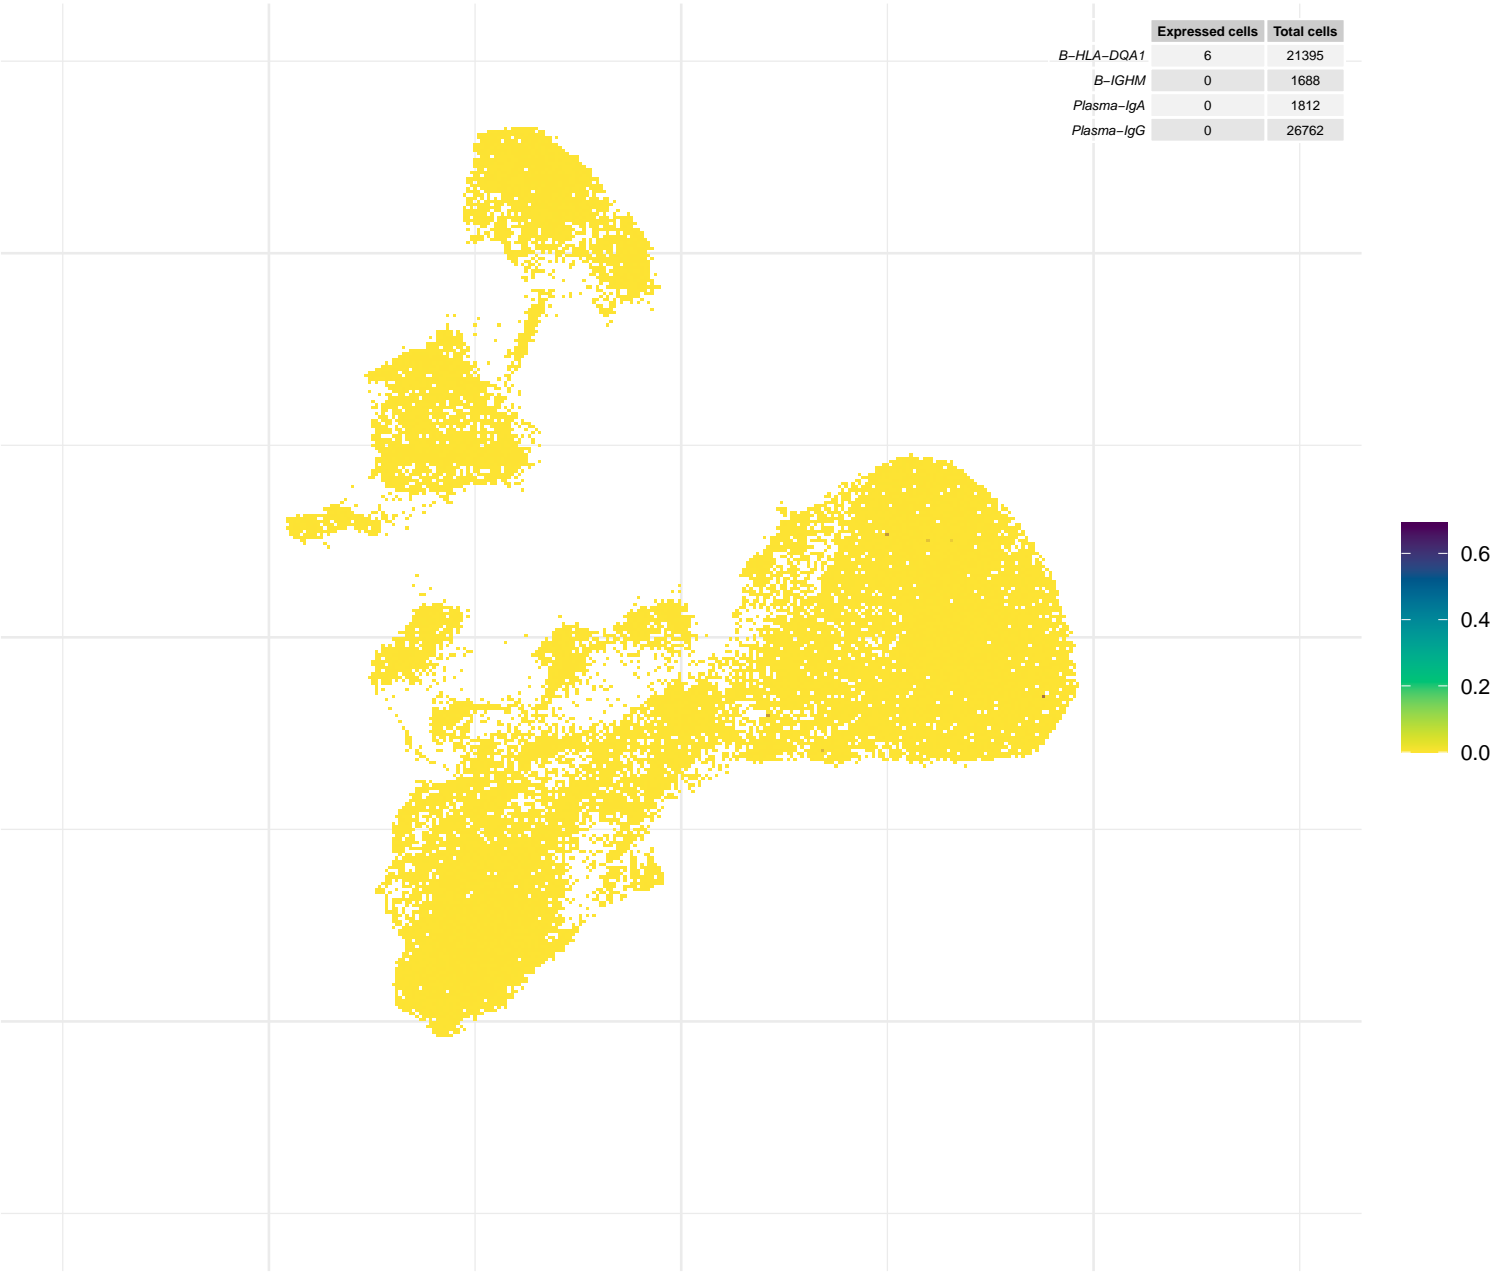 Expressed cells Total cells
B−HLA−DQA1 6 21395
B−IGHM 0 1688
Plasma−IgA 0 1812
Plasma−IgG 0 26762
0.6
0.4
0.2
0.0